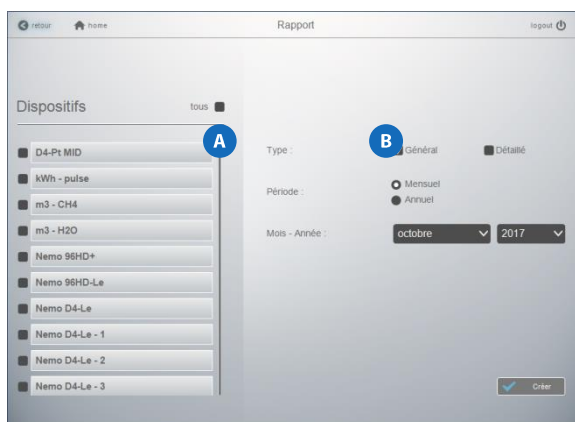 retour home Rapport logout
Dispositifs tous
A
B
D4-Pt MID
kWh - pulse
m3 - CH4
m3 - H2O
Nemo 96HD+
Nemo 96HD-Le
Nemo D4-Le
Nemo D4-Le - 1
Nemo D4-Le - 2
Nemo D4-Le - 3
Type : Général Détaillé
Période : Mensuel
Annuel
Mois - Année : octobre 2017
Créer